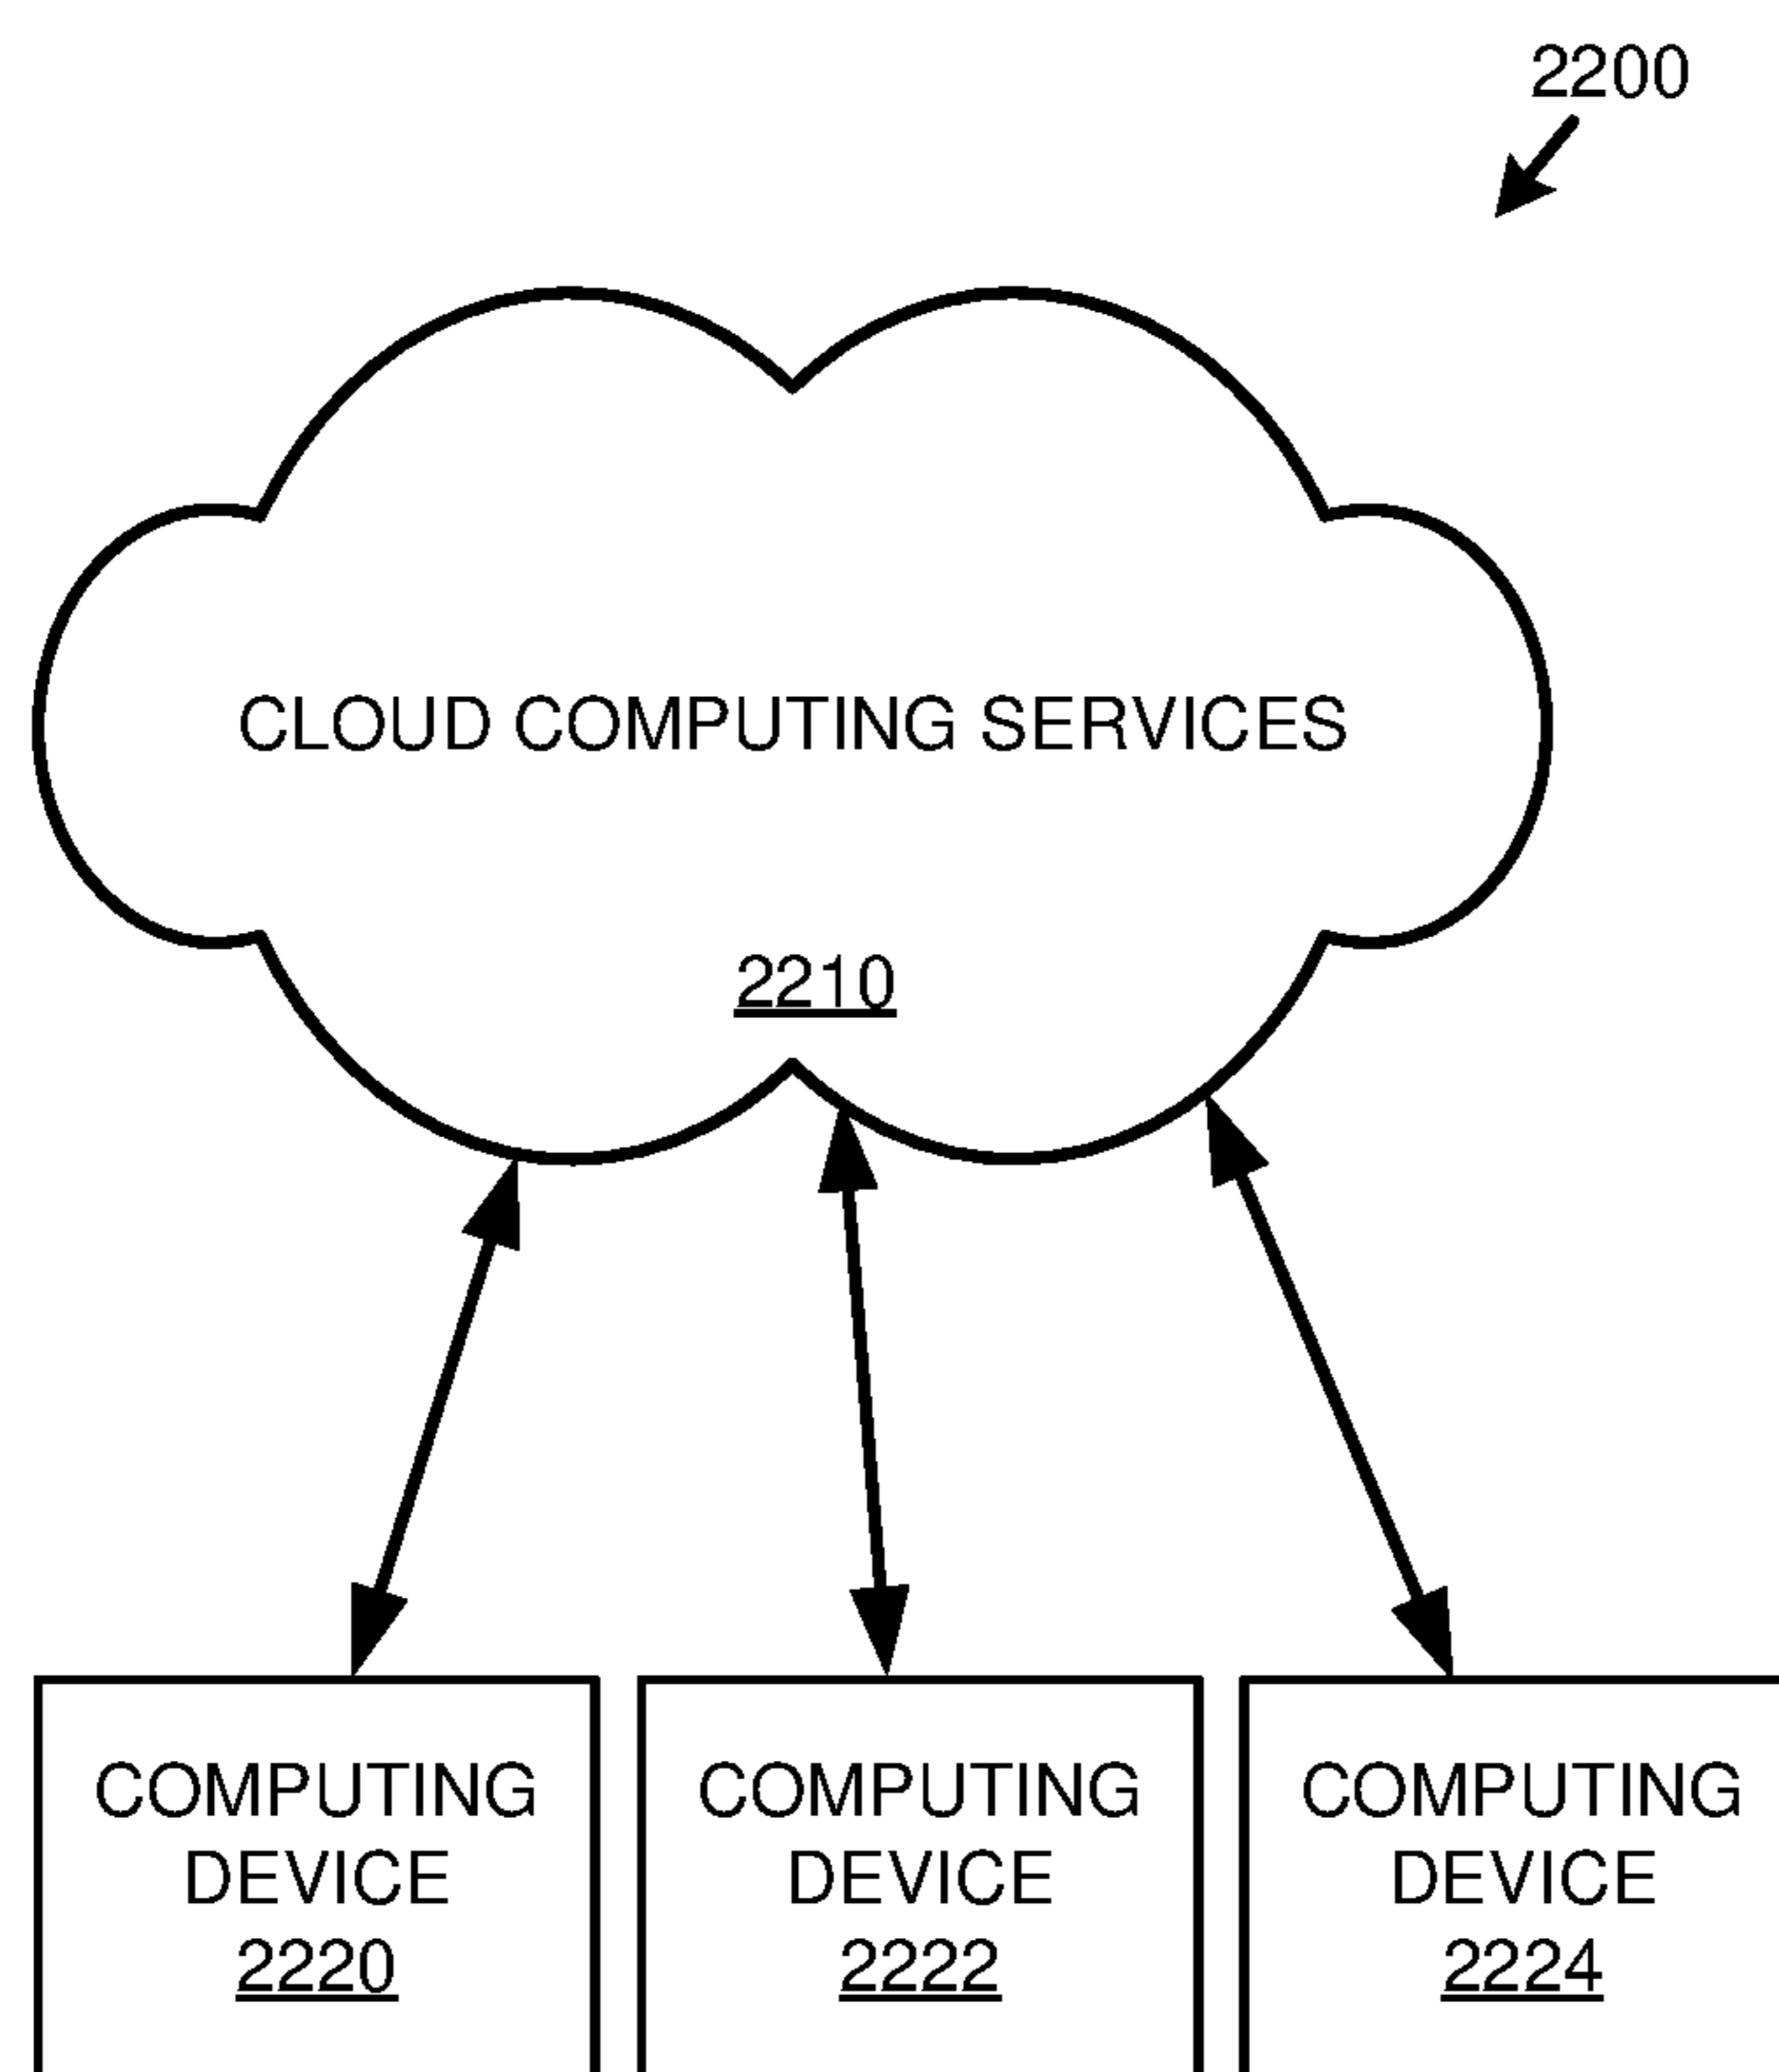 2200
CLOUD COMPUTING SERVICES
2210
COMPUTING
DEVICE
2220
COMPUTING
DEVICE
2222
COMPUTING
DEVICE
2224